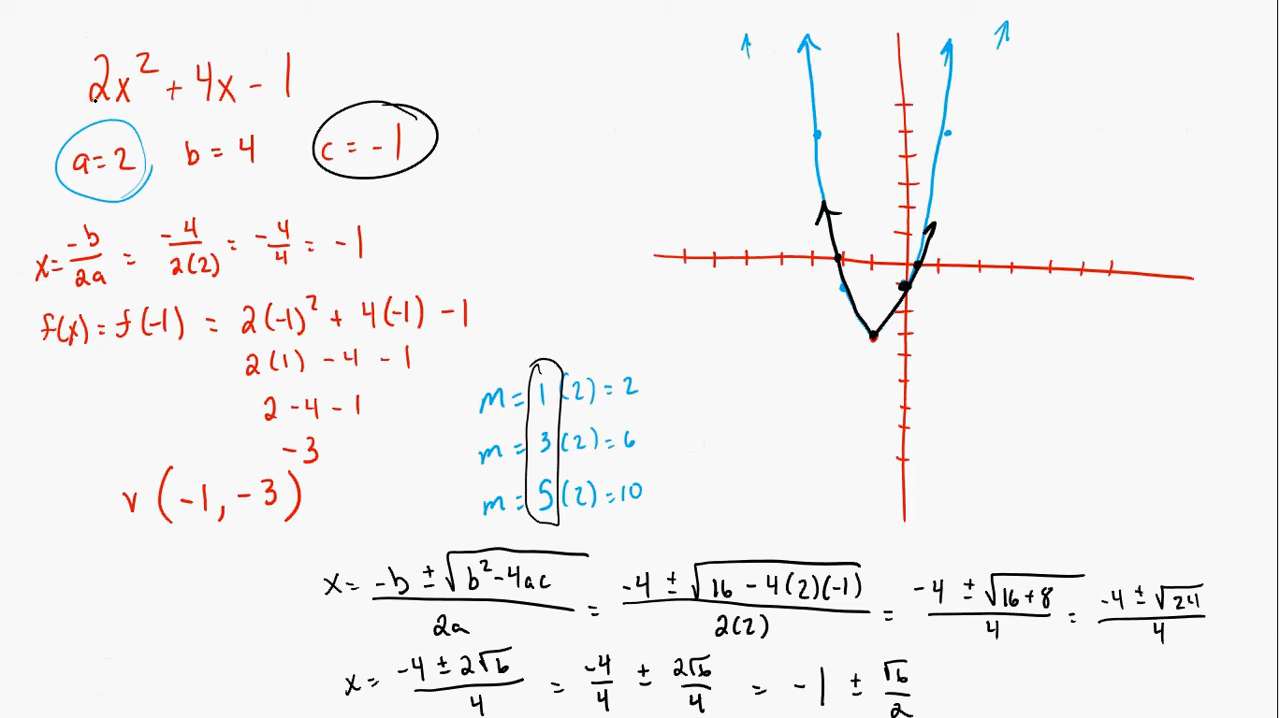 2x² + 4x - 1
a = 2   b = 4   c = -1
x = -b/2a = -4/2(2) = -4/4 = -1
f(x) = f(-1) = 2(-1)² + 4(-1) - 1
2(1) - 4 - 1
2 - 4 - 1
-3
v (-1, -3)
m = 1(2) = 2
m = 3(2) = 6
m = 5(2) = 10
x = (-b ± √(b² - 4ac))/2a = (-4 ± √(16 - 4(2)(-1)))/2(2) = (-4 ± √(16 + 8))/4 = (-4 ± √24)/4
x = (-4 ± 2√6)/4 = -4/4 ± 2√6/4 = -1 ± √6/2